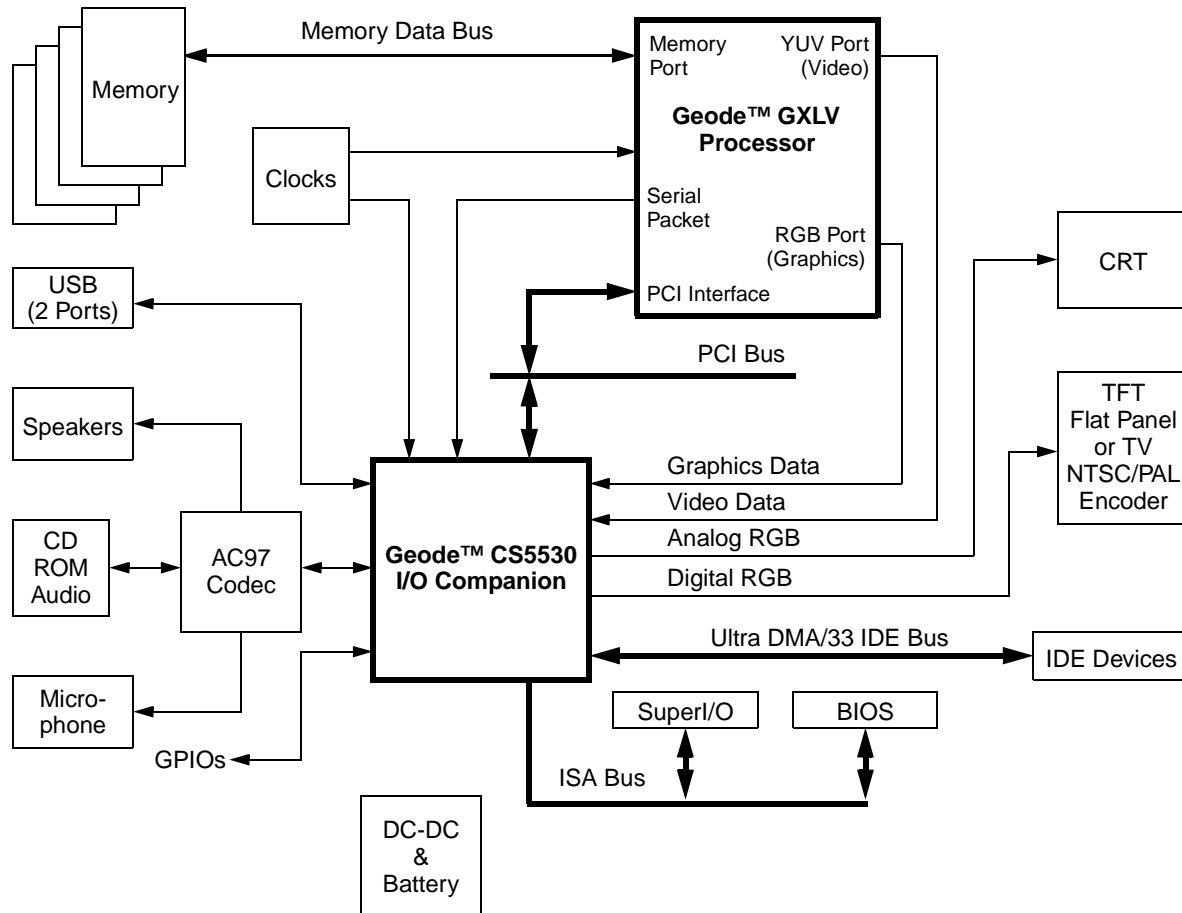 Memory Data Bus
Memory
Memory
Port
YUV Port
(Video)
Geode™ GXLV
Processor
Clocks
Serial
Packet
RGB Port
(Graphics)
PCI Interface
CRT
USB
(2 Ports)
PCI Bus
Speakers
TFT
Flat Panel
or TV
NTSC/PAL
Encoder
Graphics Data
Video Data
Analog RGB
Digital RGB
CD
ROM
Audio
AC97
Codec
Geode™ CS5530
I/O Companion
Ultra DMA/33 IDE Bus
IDE Devices
Micro-
phone
SuperI/O
BIOS
GPIOs
ISA Bus
DC-DC
&
Battery